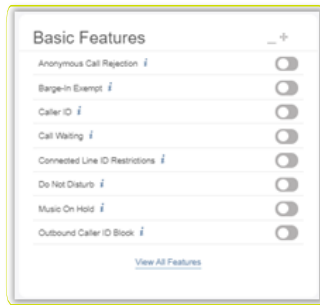 Basic Features
Anonymous Call Rejection i
Barge-In Exempt i
Caller ID i
Call Waiting i
Connected Line ID Restrictions i
Do Not Disturb i
Music On Hold i
Outbound Caller ID Block i
View All Features